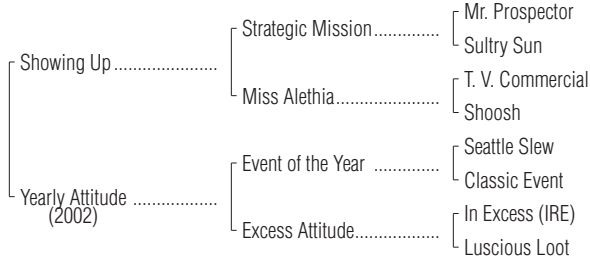 Mr. Prospector
Strategic Mission..............
Sultry Sun
Showing Up ......................
T. V. Commercial
Miss Alethia......................
Shoosh
Seattle Slew
Event of the Year ..............
Classic Event
Yearly Attitude ..................
(2002)
In Excess (IRE)
Excess Attitude..................
Luscious Loot